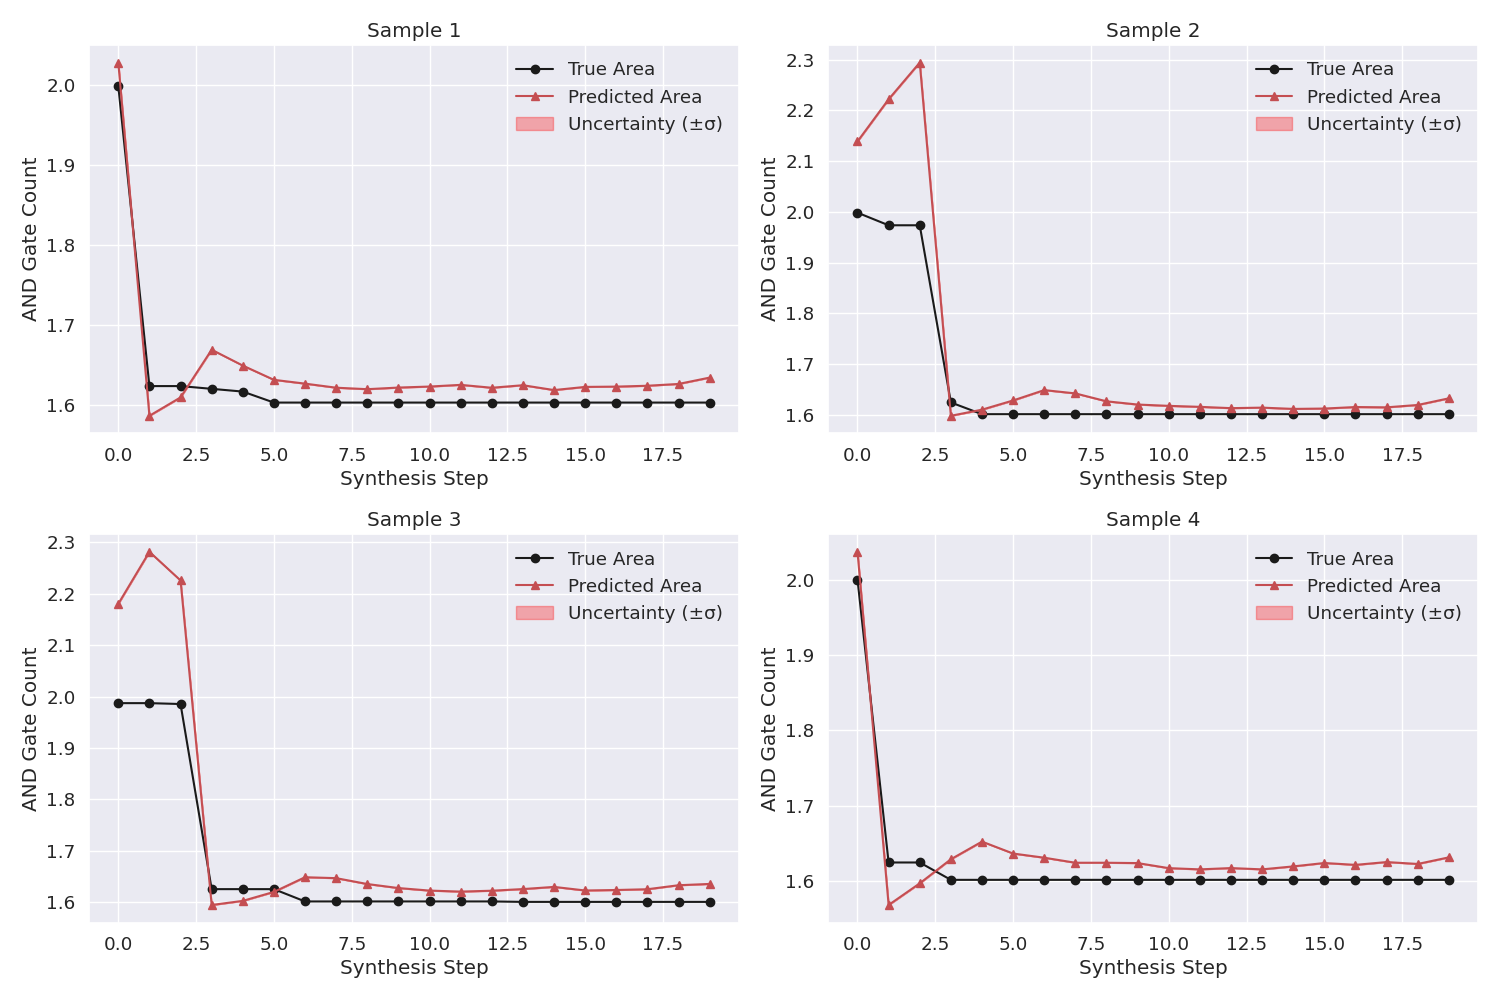 Sample 1
AND Gate Count
2.0
1.9
1.8
1.7
1.6
True Area
Predicted Area
Uncertainty (±σ)
0.0 2.5 5.0 7.5 10.0 12.5 15.0 17.5
Synthesis Step
Sample 2
AND Gate Count
2.3
2.2
2.1
2.0
1.9
1.8
1.7
1.6
True Area
Predicted Area
Uncertainty (±σ)
0.0 2.5 5.0 7.5 10.0 12.5 15.0 17.5
Synthesis Step
Sample 3
AND Gate Count
2.3
2.2
2.1
2.0
1.9
1.8
1.7
1.6
True Area
Predicted Area
Uncertainty (±σ)
0.0 2.5 5.0 7.5 10.0 12.5 15.0 17.5
Synthesis Step
Sample 4
AND Gate Count
2.0
1.9
1.8
1.7
1.6
True Area
Predicted Area
Uncertainty (±σ)
0.0 2.5 5.0 7.5 10.0 12.5 15.0 17.5
Synthesis Step